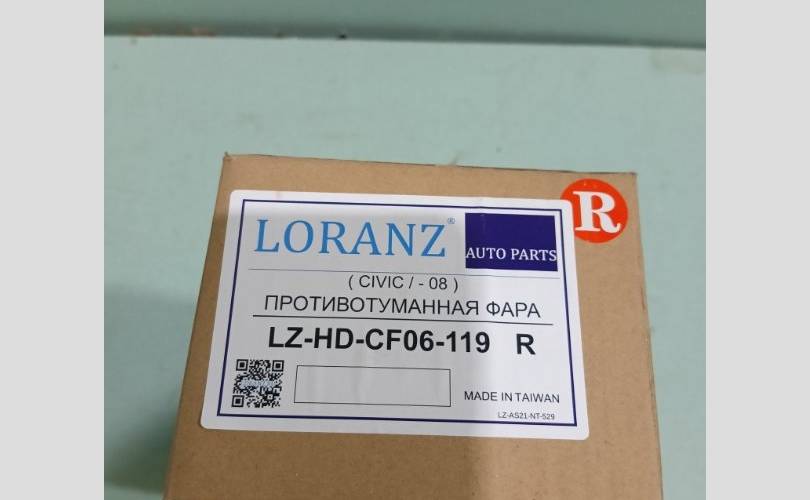 R
LORANZ® AUTO PARTS
( CIVIC / - 08 )
ПРОТИВОТУМАННАЯ ФАРА
LZ-HD-CF06-119 R
MADE IN TAIWAN
LZ-AS21-NT-529